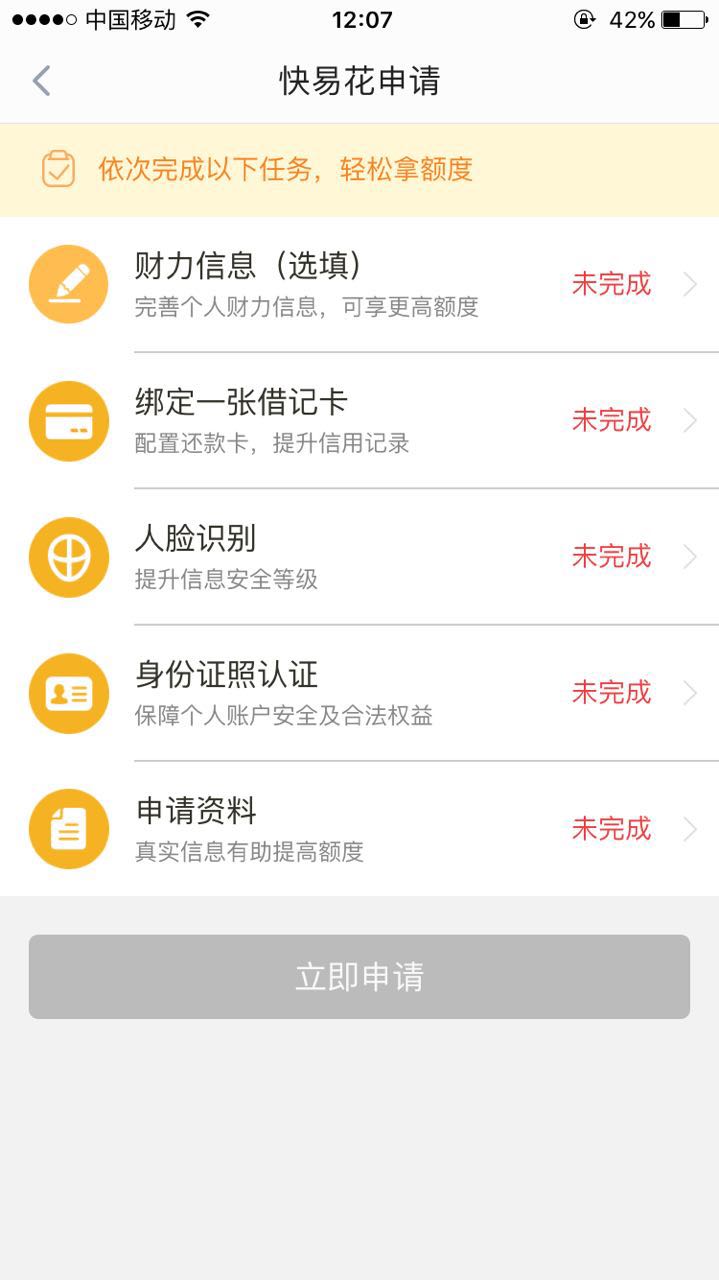 中国移动 12:07 42%
快易花申请
依次完成以下任务，轻松拿额度
财力信息（选填）
完善个人财力信息，可享更高额度
未完成
绑定一张借记卡
配置还款卡，提升信用记录
未完成
人脸识别
提升信息安全等级
未完成
身份证照认证
保障个人账户安全及合法权益
未完成
申请资料
真实信息有助提高额度
未完成
立即申请